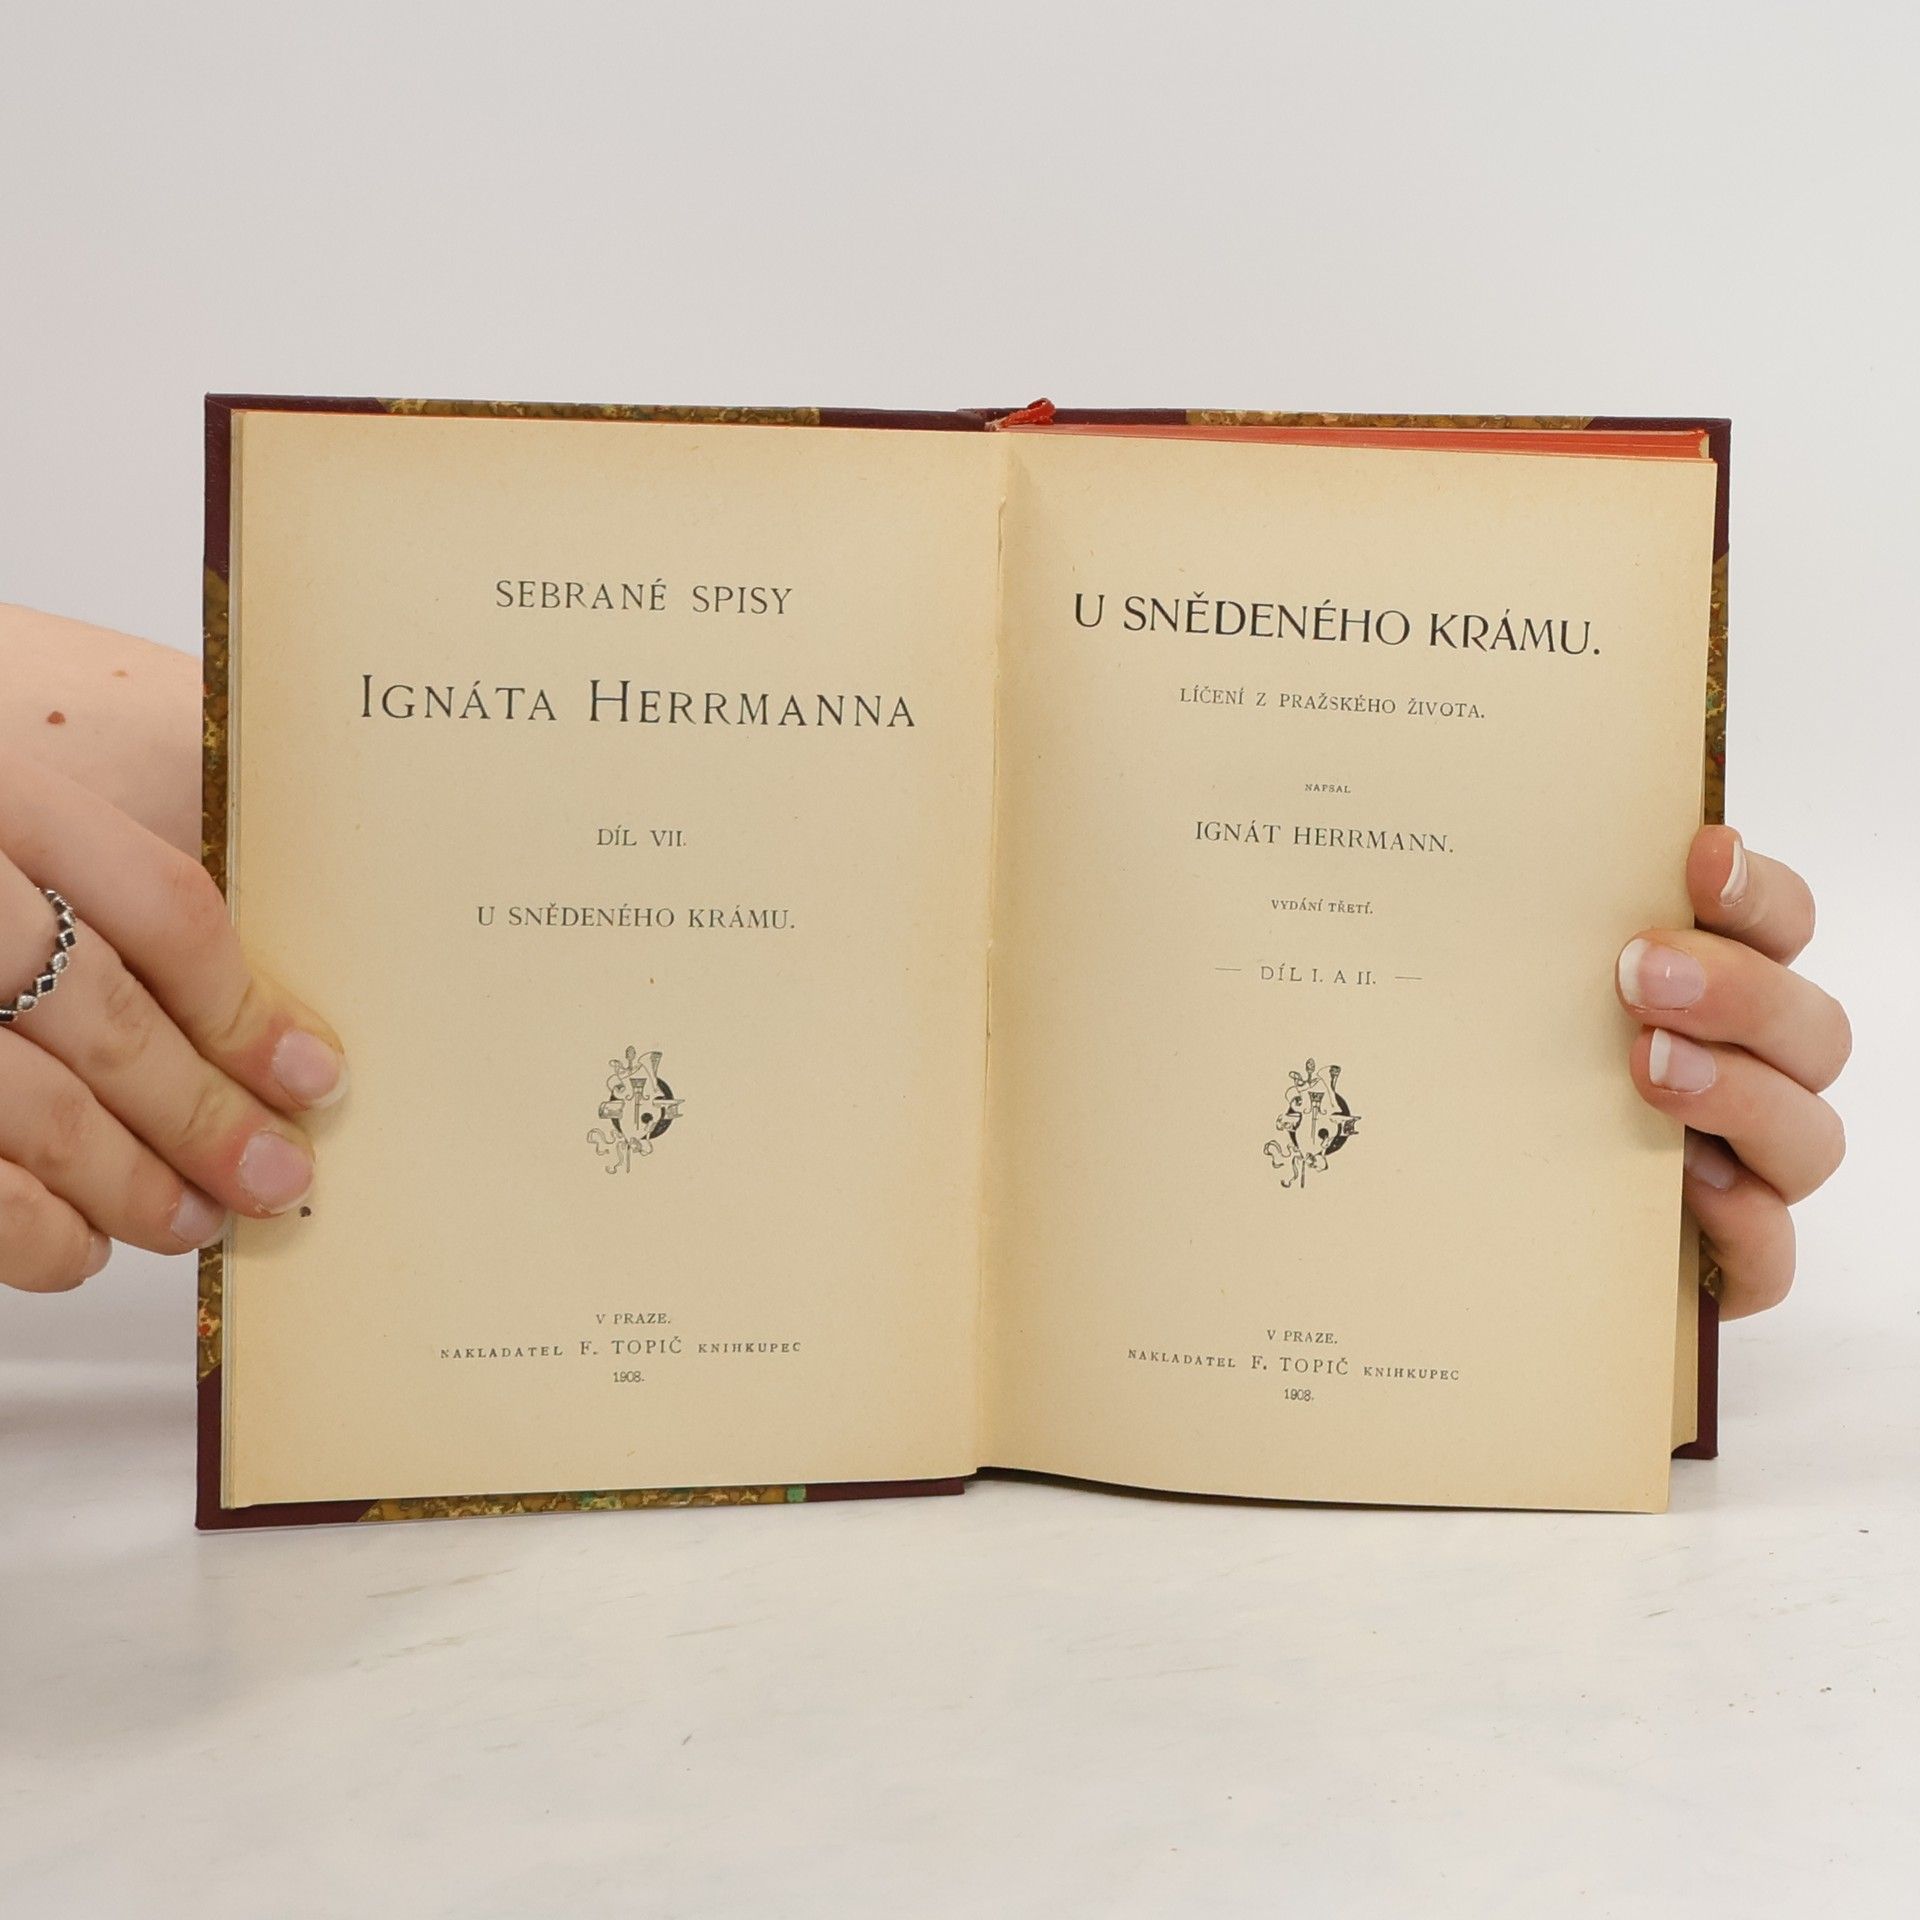 SEBRANÉ SPISY
IGNÁTA HERRMANNA
DÍL VII.
U SNĚDENÉHO KRÁMU.
V PRAZE.
NAKLADATEL F. TOPIČ KNIHKUPEC
1908.
U SNĚDENÉHO KRÁMU.
LÍČENÍ Z PRAŽSKÉHO ŽIVOTA.
NAPSAL
IGNÁT HERRMANN.
VYDÁNÍ TŘETÍ.
— DÍL I. A II. —
V PRAZE.
NAKLADATEL F. TOPIČ KNIHKUPEC
1908.